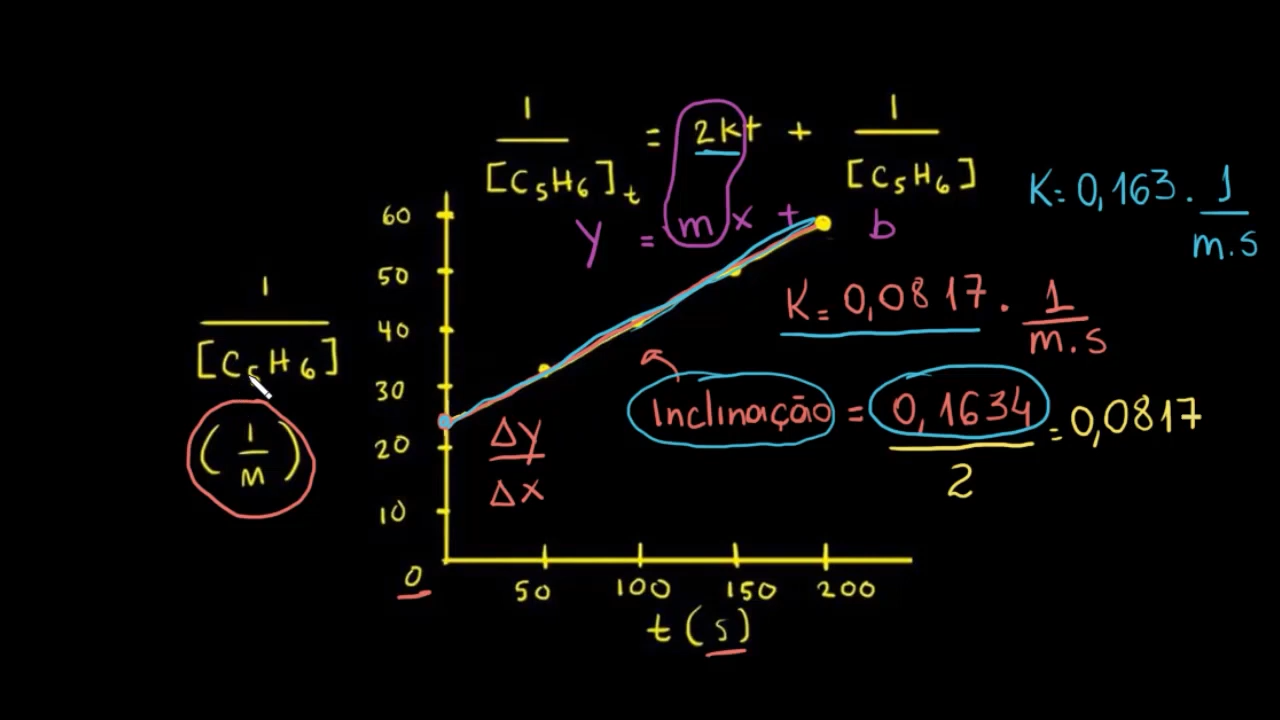 1/[C₅H₆]t = 2kt + 1/[C₅H₆]
y = mx + b
K = 0,163 · 1/m.s
K = 0,0817 · 1/m.s
Inclinação = 0,1634/2 = 0,0817
Δy/Δx
1/[C₅H₆]
(1/M)
60
50
40
30
20
10
0
50 100 150 200
t (s)